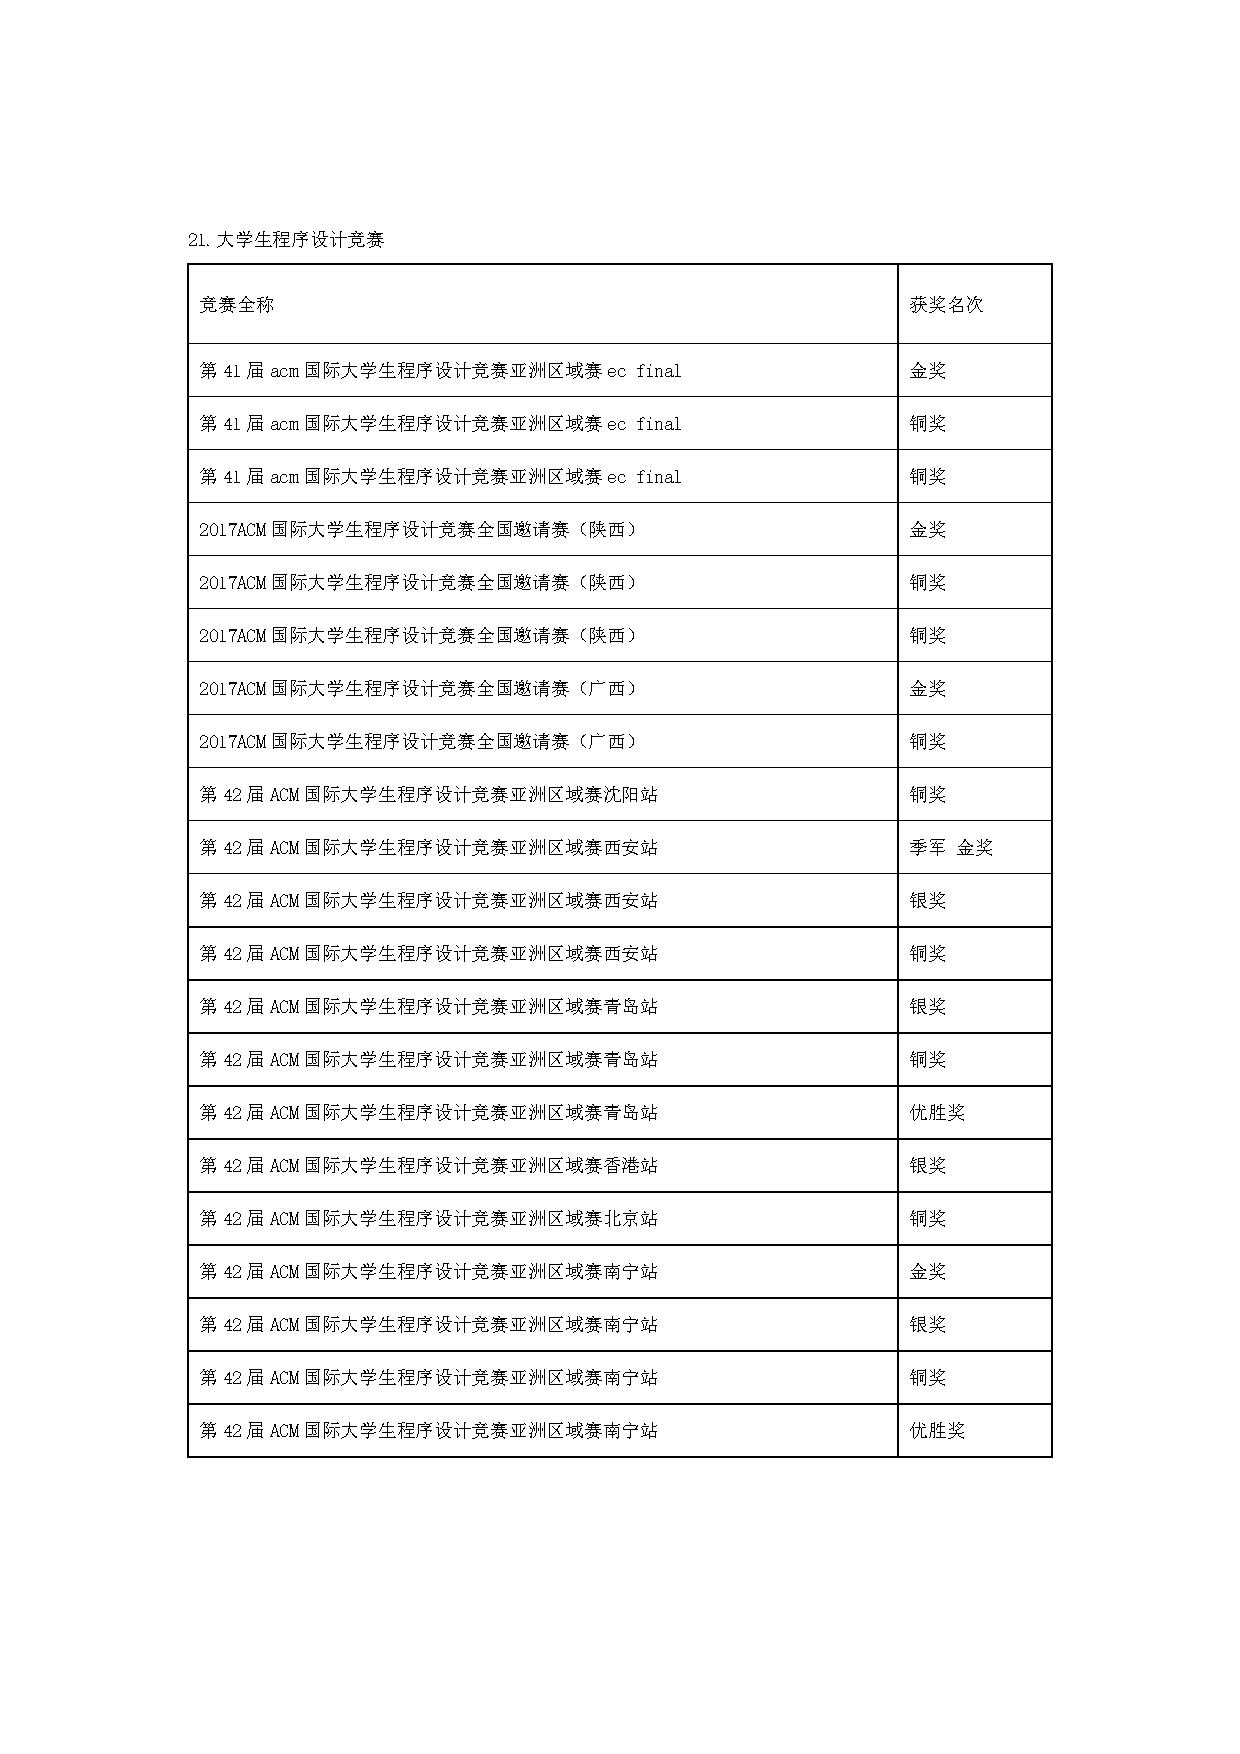 21.大学生程序设计竞赛
竞赛全称 获奖名次
第 41 届 acm 国际大学生程序设计竞赛亚洲区域赛 ec final 金奖
第 41 届 acm 国际大学生程序设计竞赛亚洲区域赛 ec final 铜奖
第 41 届 acm 国际大学生程序设计竞赛亚洲区域赛 ec final 铜奖
2017ACM 国际大学生程序设计竞赛全国邀请赛（陕西） 金奖
2017ACM 国际大学生程序设计竞赛全国邀请赛（陕西） 铜奖
2017ACM 国际大学生程序设计竞赛全国邀请赛（陕西） 铜奖
2017ACM 国际大学生程序设计竞赛全国邀请赛（广西） 金奖
2017ACM 国际大学生程序设计竞赛全国邀请赛（广西） 铜奖
第 42 届 ACM 国际大学生程序设计竞赛亚洲区域赛沈阳站 铜奖
第 42 届 ACM 国际大学生程序设计竞赛亚洲区域赛西安站 季军 金奖
第 42 届 ACM 国际大学生程序设计竞赛亚洲区域赛西安站 银奖
第 42 届 ACM 国际大学生程序设计竞赛亚洲区域赛西安站 铜奖
第 42 届 ACM 国际大学生程序设计竞赛亚洲区域赛青岛站 银奖
第 42 届 ACM 国际大学生程序设计竞赛亚洲区域赛青岛站 铜奖
第 42 届 ACM 国际大学生程序设计竞赛亚洲区域赛青岛站 优胜奖
第 42 届 ACM 国际大学生程序设计竞赛亚洲区域赛香港站 银奖
第 42 届 ACM 国际大学生程序设计竞赛亚洲区域赛北京站 铜奖
第 42 届 ACM 国际大学生程序设计竞赛亚洲区域赛南宁站 金奖
第 42 届 ACM 国际大学生程序设计竞赛亚洲区域赛南宁站 银奖
第 42 届 ACM 国际大学生程序设计竞赛亚洲区域赛南宁站 铜奖
第 42 届 ACM 国际大学生程序设计竞赛亚洲区域赛南宁站 优胜奖